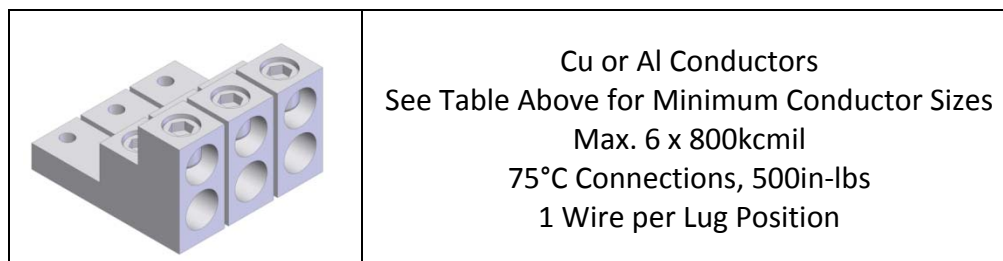 Cu or Al Conductors
See Table Above for Minimum Conductor Sizes
Max. 6 x 800kcmil
75°C Connections, 500in-lbs
1 Wire per Lug Position